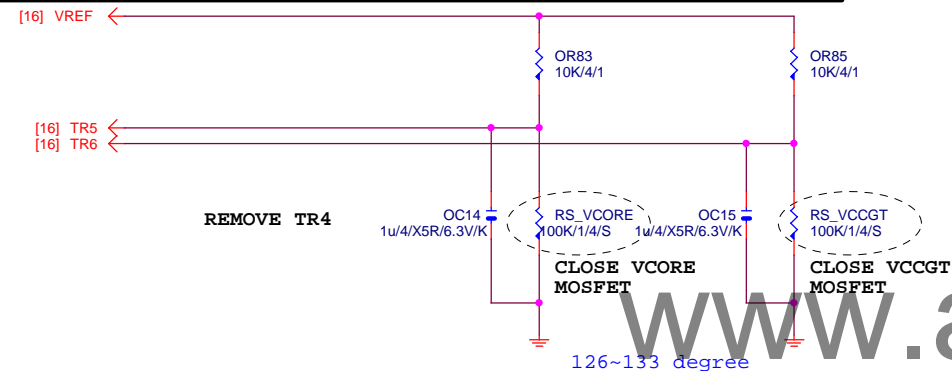 [16] VREF
OR83
10K/4/1
OR85
10K/4/1
[16] TR5
[16] TR6
REMOVE TR4
OC14
1u/4/X5R/6.3V/K
RS_VCORE
100K/1/4/S
OC15
1u/4/X5R/6.3V/K
RS_VCCGT
100K/1/4/S
CLOSE VCORE
MOSFET
CLOSE VCCGT
MOSFET
www.a
126~133 degree